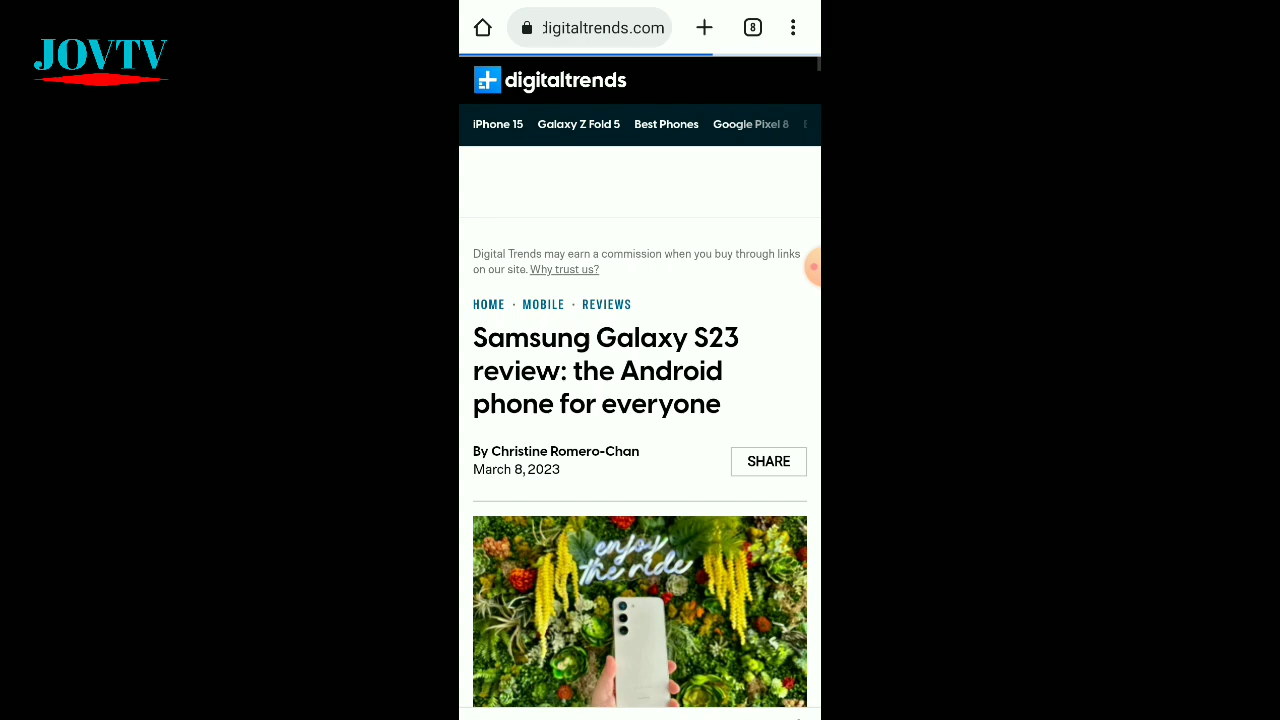 JOVTV
digitaltrends.com
8
digitaltrends
iPhone 15 Galaxy Z Fold 5 Best Phones Google Pixel 8
Digital Trends may earn a commission when you buy through links
on our site. Why trust us?
HOME · MOBILE · REVIEWS
Samsung Galaxy S23
review: the Android
phone for everyone
By Christine Romero-Chan
March 8, 2023
SHARE
enjoy
the ride